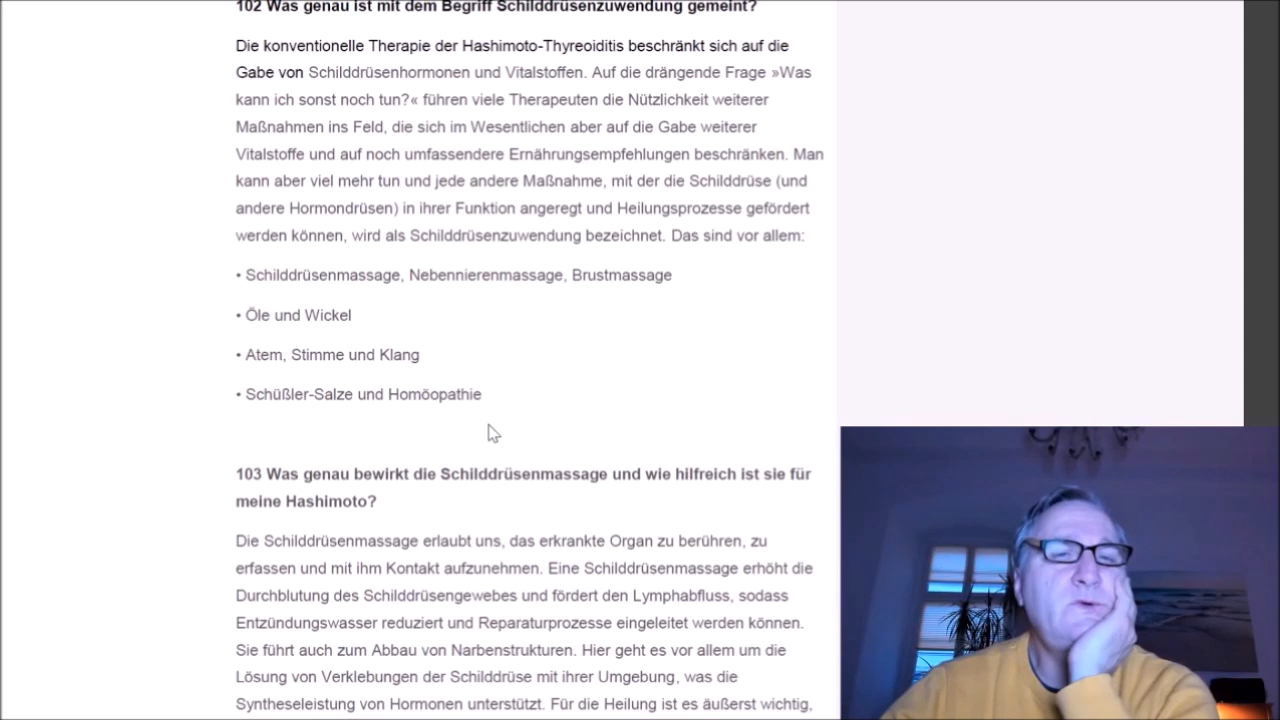 102 Was genau ist mit dem Begriff Schilddrüsenzuwendung gemeint?
Die konventionelle Therapie der Hashimoto-Thyreoiditis beschränkt sich auf die
Gabe von Schilddrüsenhormonen und Vitalstoffen. Auf die drängende Frage »Was
kann ich sonst noch tun?« führen viele Therapeuten die Nützlichkeit weiterer
Maßnahmen ins Feld, die sich im Wesentlichen aber auf die Gabe weiterer
Vitalstoffe und auf noch umfassendere Ernährungsempfehlungen beschränken. Man
kann aber viel mehr tun und jede andere Maßnahme, mit der die Schilddrüse (und
andere Hormondrüsen) in ihrer Funktion angeregt und Heilungsprozesse gefördert
werden können, wird als Schilddrüsenzuwendung bezeichnet. Das sind vor allem:
• Schilddrüsenmassage, Nebennierenmassage, Brustmassage
• Öle und Wickel
• Atem, Stimme und Klang
• Schüßler-Salze und Homöopathie
103 Was genau bewirkt die Schilddrüsenmassage und wie hilfreich ist sie für
meine Hashimoto?
Die Schilddrüsenmassage erlaubt uns, das erkrankte Organ zu berühren, zu
erfassen und mit ihm Kontakt aufzunehmen. Eine Schilddrüsenmassage erhöht die
Durchblutung des Schilddrüsengewebes und fördert den Lymphabfluss, sodass
Entzündungswasser reduziert und Reparaturprozesse eingeleitet werden können.
Sie führt auch zum Abbau von Narbenstrukturen. Hier geht es vor allem um die
Lösung von Verklebungen der Schilddrüse mit ihrer Umgebung, was die
Syntheseleistung von Hormonen unterstützt. Für die Heilung ist es äußerst wichtig,